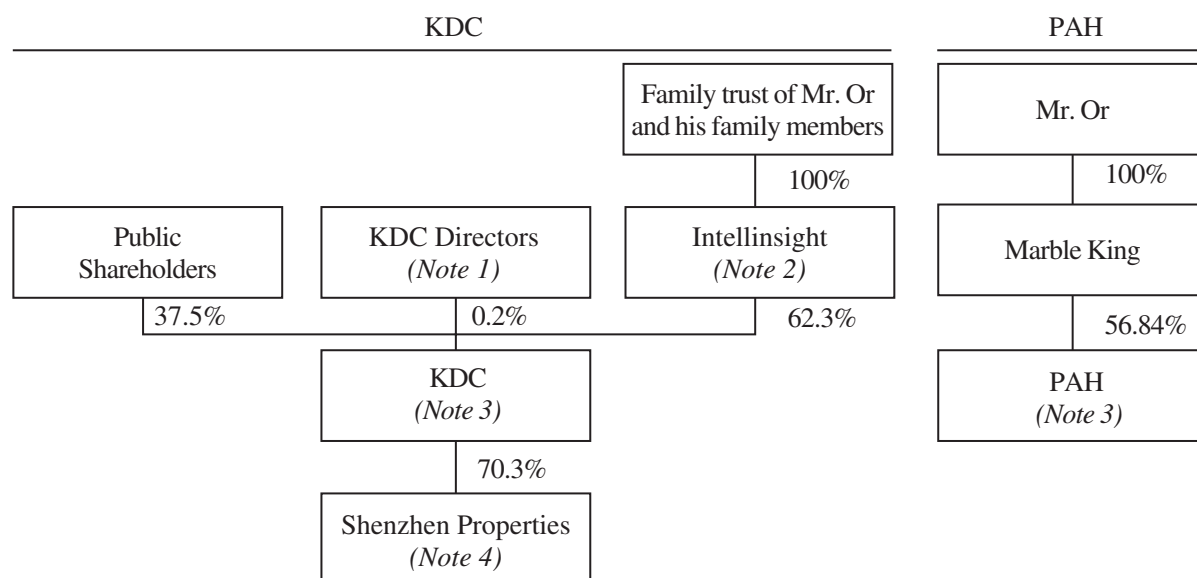 KDC
PAH
Family trust of Mr. Or
and his family members
Mr. Or
100%
100%
Public
Shareholders
KDC Directors
(Note 1)
Intellinsight
(Note 2)
Marble King
37.5%
0.2%
62.3%
56.84%
KDC
(Note 3)
PAH
(Note 3)
70.3%
Shenzhen Properties
(Note 4)